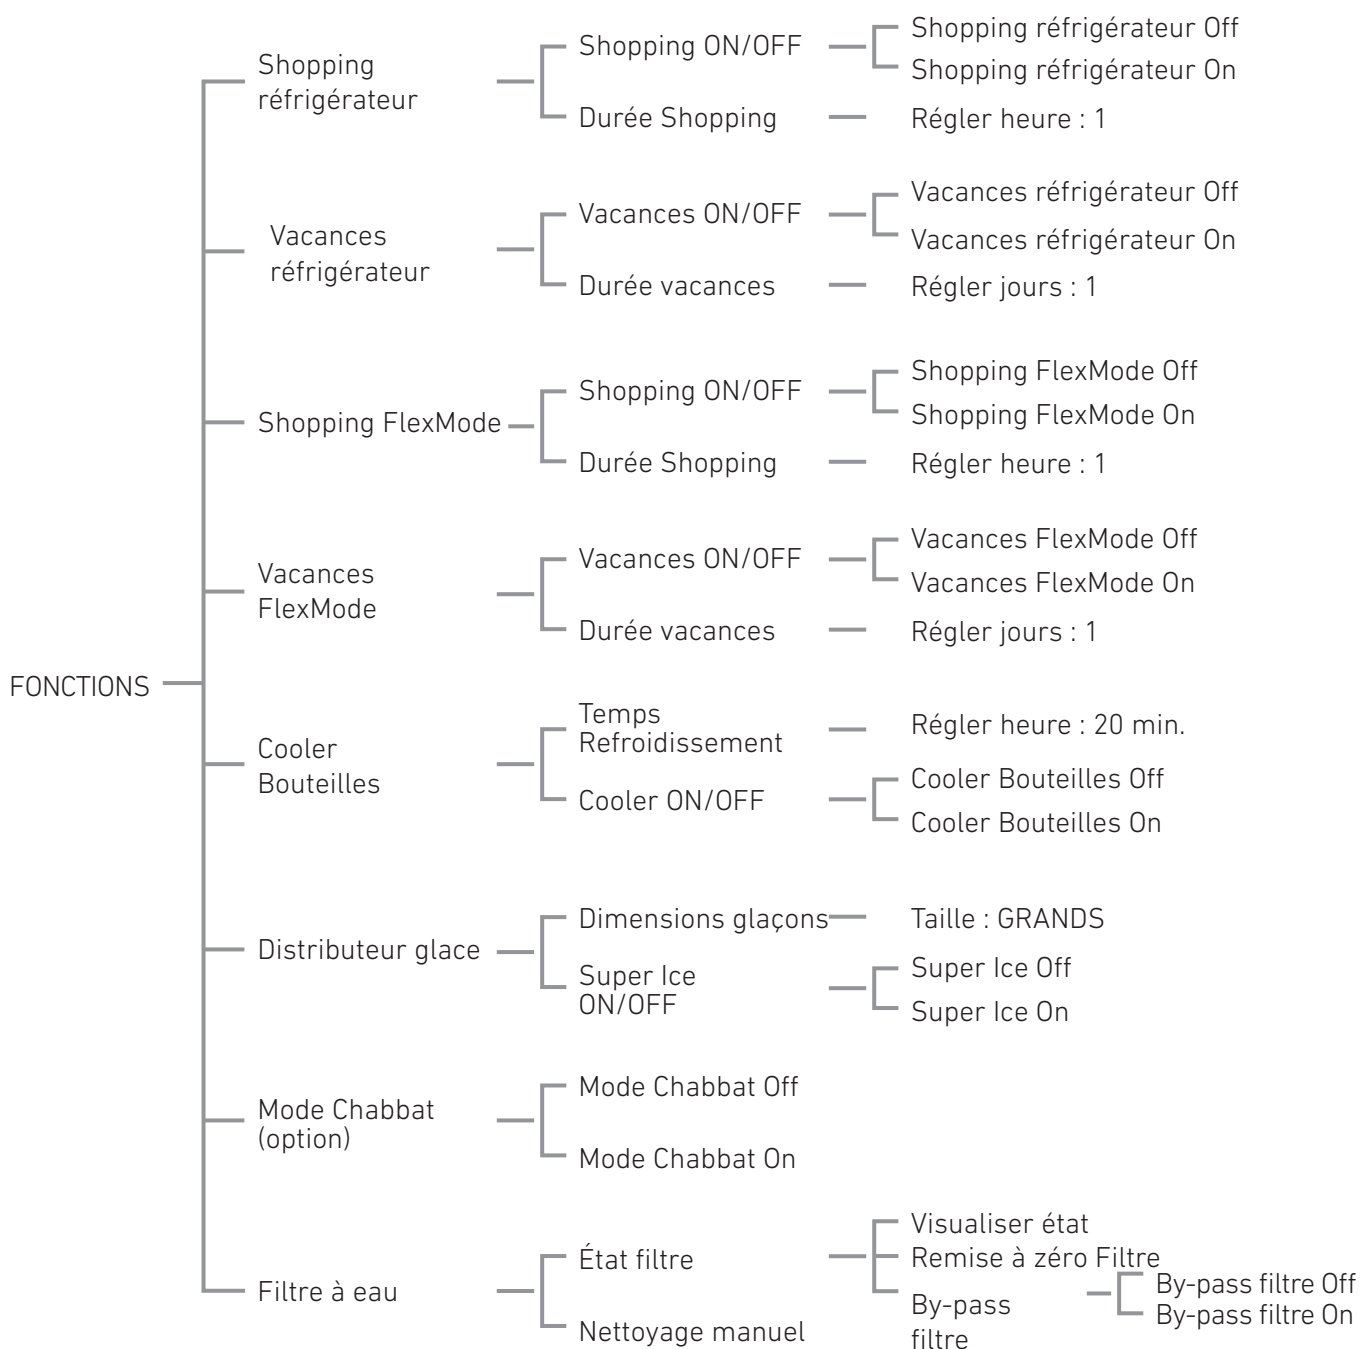 FONCTIONS
Shopping
réfrigérateur
Shopping ON/OFF
Shopping réfrigérateur Off
Shopping réfrigérateur On
Durée Shopping
Régler heure : 1
Vacances
réfrigérateur
Vacances ON/OFF
Vacances réfrigérateur Off
Vacances réfrigérateur On
Durée vacances
Régler jours : 1
Shopping FlexMode
Shopping ON/OFF
Shopping FlexMode Off
Shopping FlexMode On
Durée Shopping
Régler heure : 1
Vacances
FlexMode
Vacances ON/OFF
Vacances FlexMode Off
Vacances FlexMode On
Durée vacances
Régler jours : 1
Cooler
Bouteilles
Temps
Refroidissement
Régler heure : 20 min.
Cooler ON/OFF
Cooler Bouteilles Off
Cooler Bouteilles On
Distributeur glace
Dimensions glaçons
Taille : GRANDS
Super Ice
ON/OFF
Super Ice Off
Super Ice On
Mode Chabbat
(option)
Mode Chabbat Off
Mode Chabbat On
Filtre à eau
État filtre
Visualiser état
Remise à zéro Filtre
By-pass
filtre
By-pass filtre Off
By-pass filtre On
Nettoyage manuel